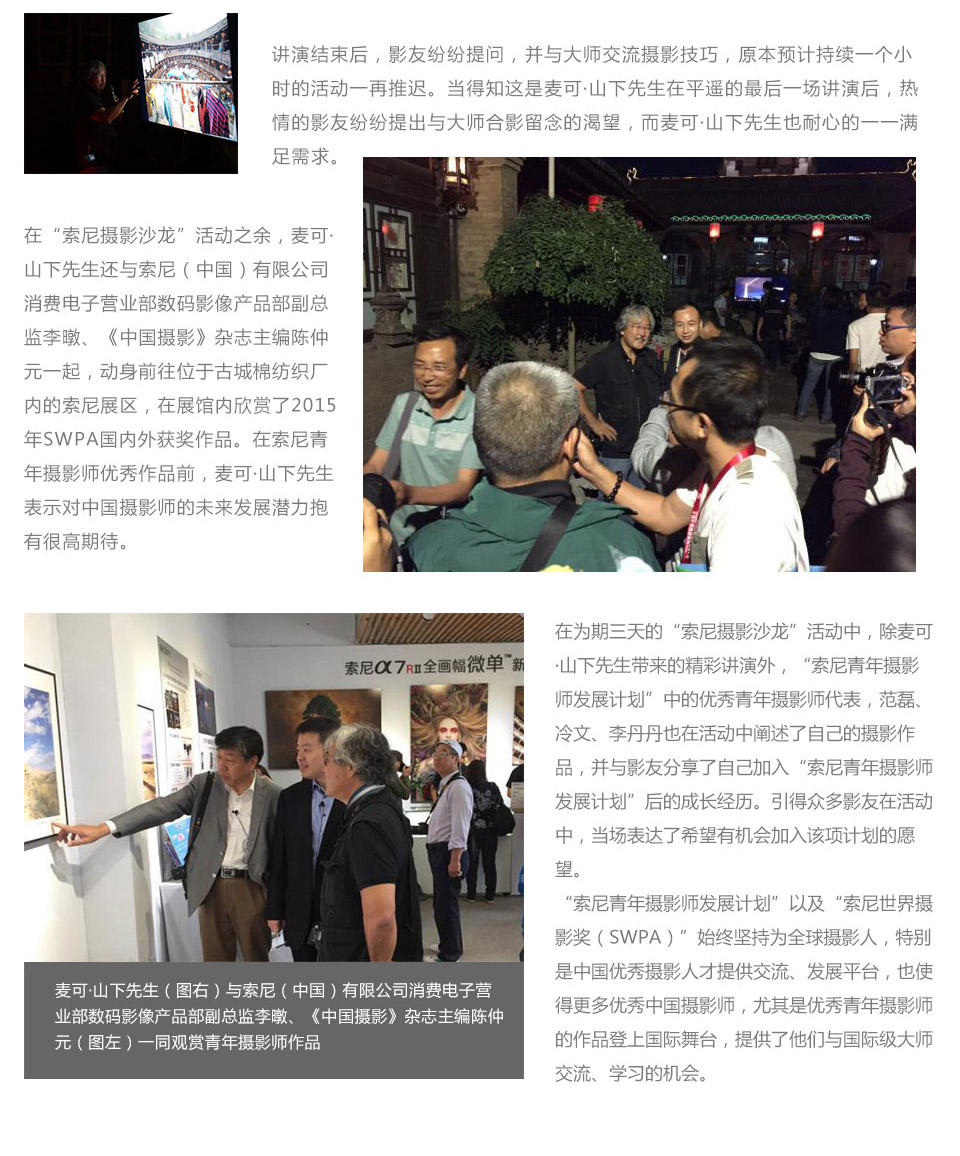 讲演结束后，影友纷纷提问，并与大师交流摄影技巧，原本预计持续一个小
时的活动一再推迟。当得知这是麦可·山下先生在平遥的最后一场讲演后，热
情的影友纷纷提出与大师合影留念的渴望，而麦可·山下先生也耐心的一一满
足需求。
在“索尼摄影沙龙”活动之余，麦可·
山下先生还与索尼（中国）有限公司
消费电子营业部数码影像产品部副总
监李暾、《中国摄影》杂志主编陈仲
元一起，动身前往位于古城棉纺织厂
内的索尼展区，在展馆内欣赏了2015
年SWPA国内外获奖作品。在索尼青
年摄影师优秀作品前，麦可·山下先生
表示对中国摄影师的未来发展潜力抱
有很高期待。
索尼α7RII全画幅微单™新
麦可·山下先生（图右）与索尼（中国）有限公司消费电子营
业部数码影像产品部副总监李暾、《中国摄影》杂志主编陈仲
元（图左）一同观赏青年摄影师作品
在为期三天的“索尼摄影沙龙”活动中，除麦可
·山下先生带来的精彩讲演外，“索尼青年摄影
师发展计划”中的优秀青年摄影师代表，范磊、
冷文、李丹丹也在活动中阐述了自己的摄影作
品，并与影友分享了自己加入“索尼青年摄影师
发展计划”后的成长经历。引得众多影友在活动
中，当场表达了希望有机会加入该项计划的愿
望。
“索尼青年摄影师发展计划”以及“索尼世界摄
影奖（SWPA）”始终坚持为全球摄影人，特别
是中国优秀摄影人才提供交流、发展平台，也使
得更多优秀中国摄影师，尤其是优秀青年摄影师
的作品登上国际舞台，提供了他们与国际级大师
交流、学习的机会。